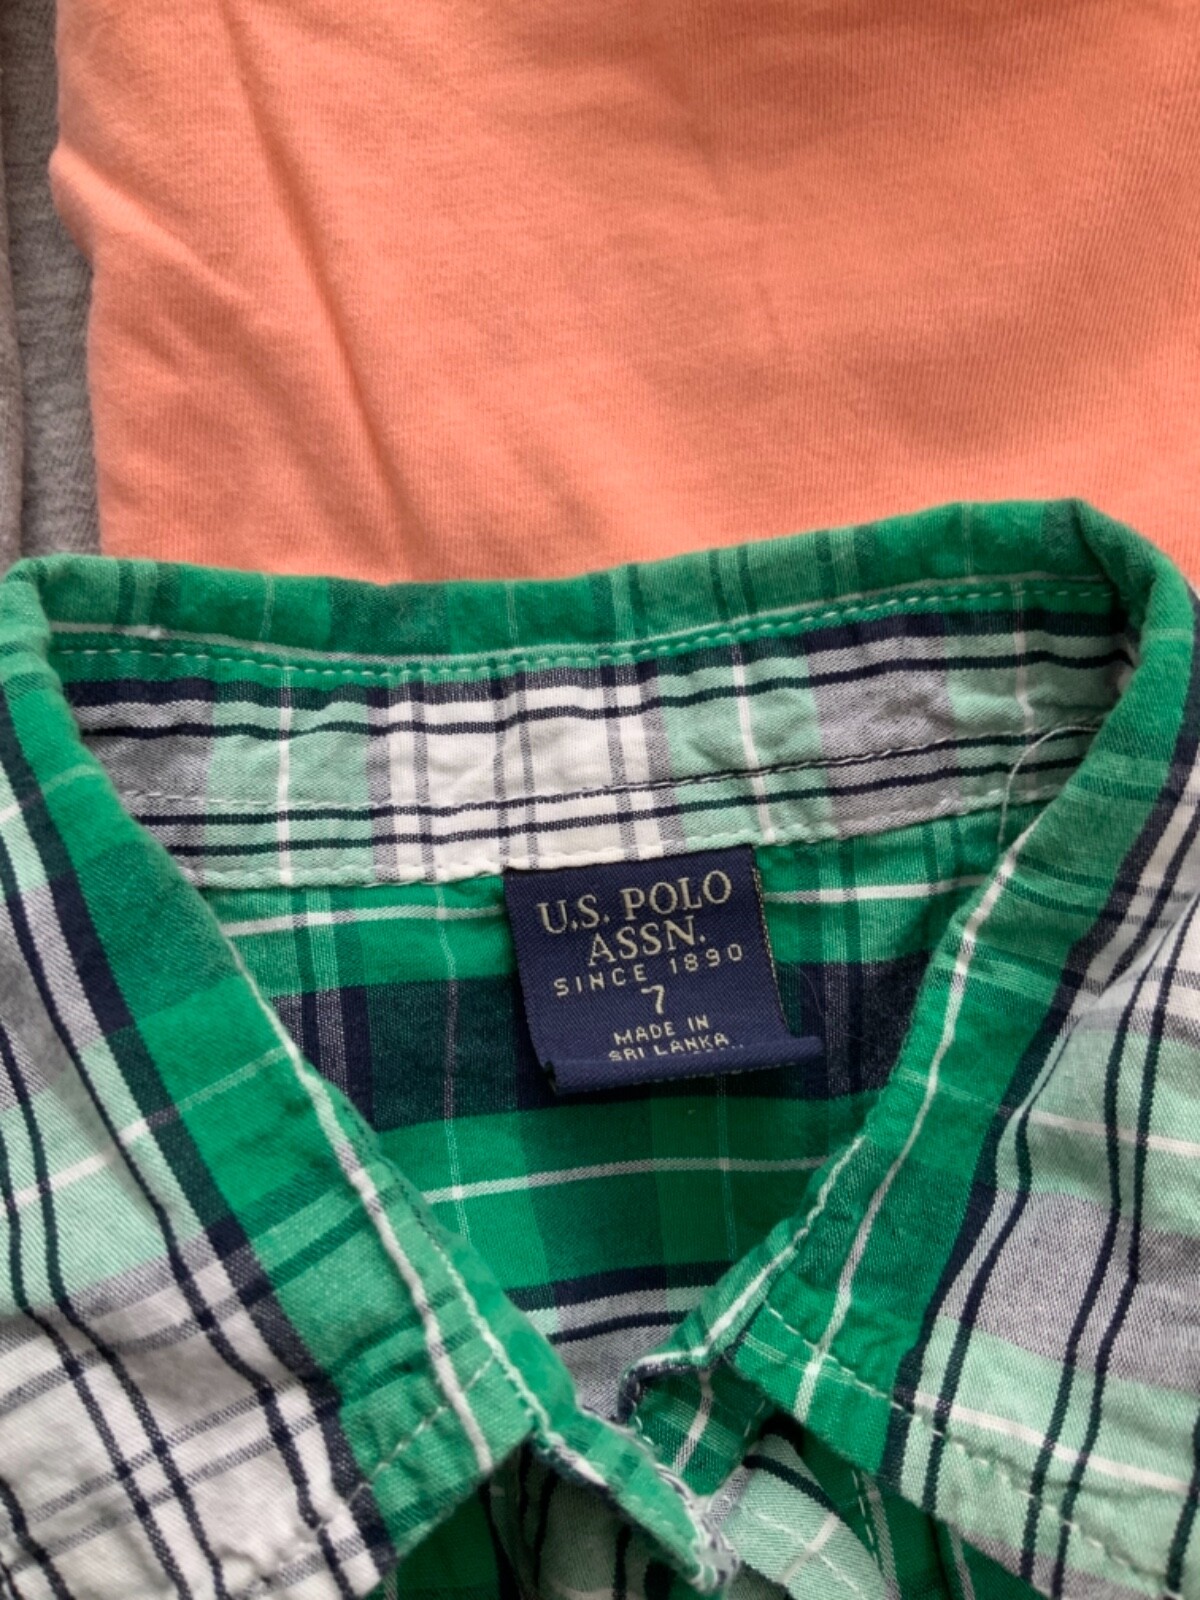 U.S. POLO
ASSN.
SINCE 1890
7
MADE IN
SRI LANKA